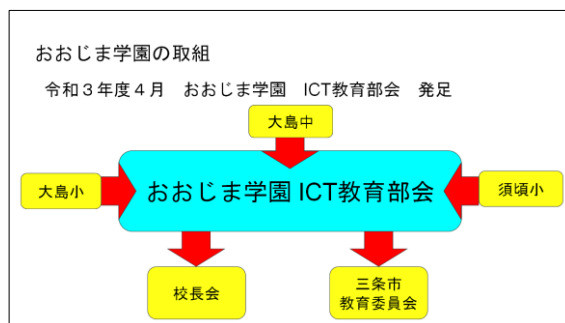 おおじま学園の取組
令和３年度４月　おおじま学園　ICT教育部会　発足
大島中
大島小
おおじま学園 ICT教育部会
須頃小
校長会
三条市
教育委員会